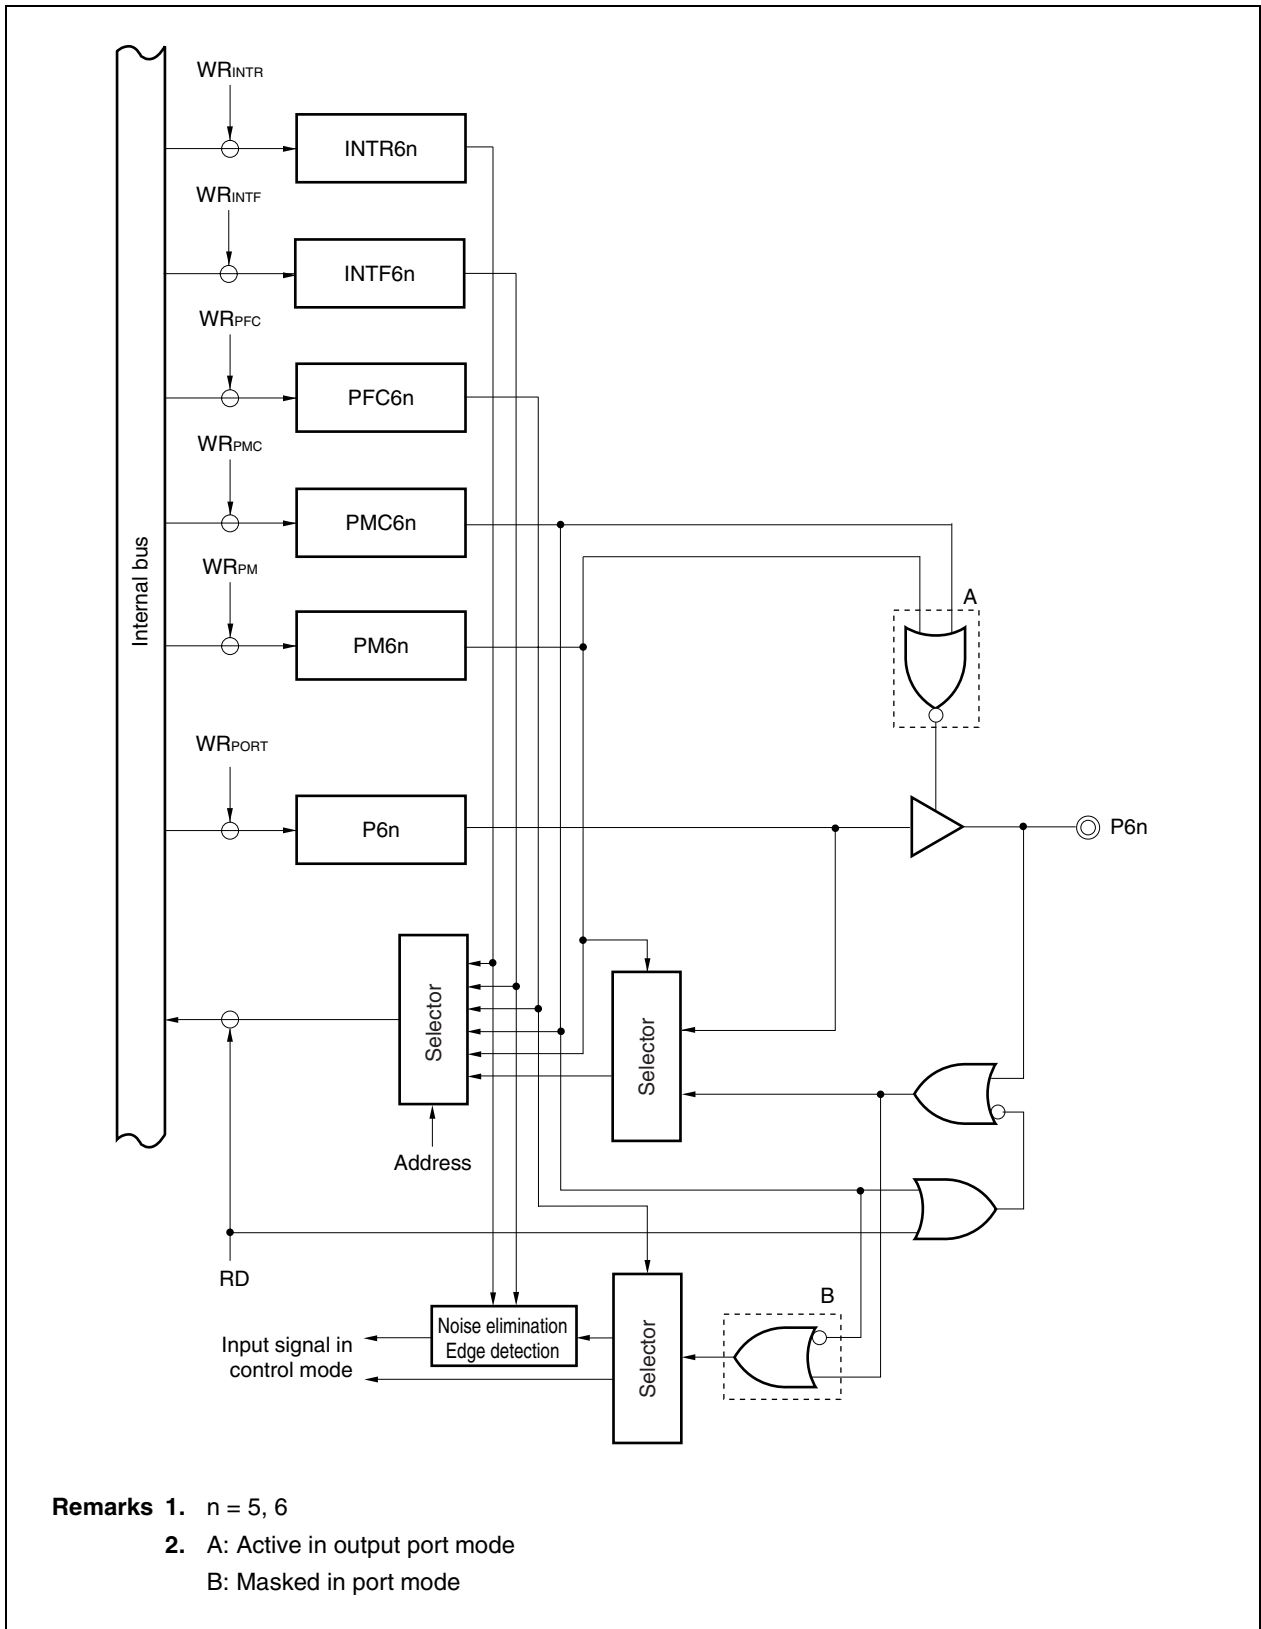 WRINTR
INTR6n
WRINTF
INTF6n
WRPFC
PFC6n
WRPMC
PMC6n
Internal bus
WRPM
PM6n
A
WRPORT
P6n
P6n
Selector
Selector
Address
RD
B
Noise elimination
Edge detection
Input signal in
control mode
Selector
Remarks 1. n = 5, 6
2. A: Active in output port mode
B: Masked in port mode